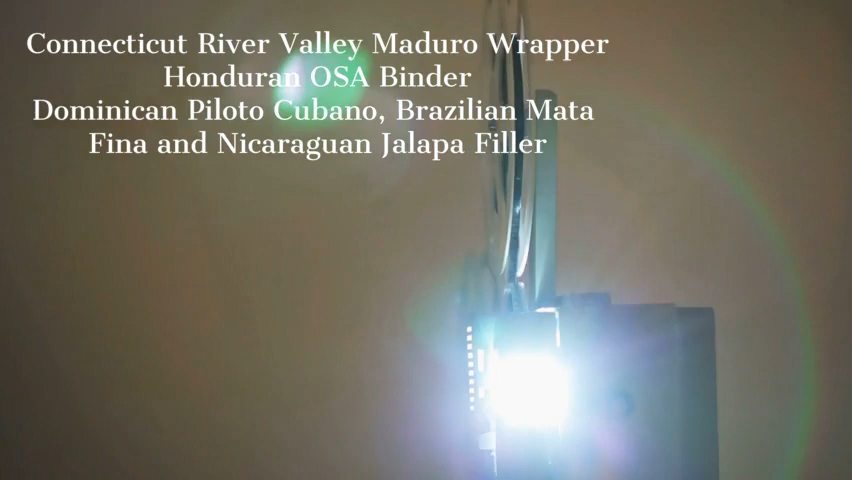 Connecticut River Valley Maduro Wrapper
Honduran OSA Binder
Dominican Piloto Cubano, Brazilian Mata
Fina and Nicaraguan Jalapa Filler